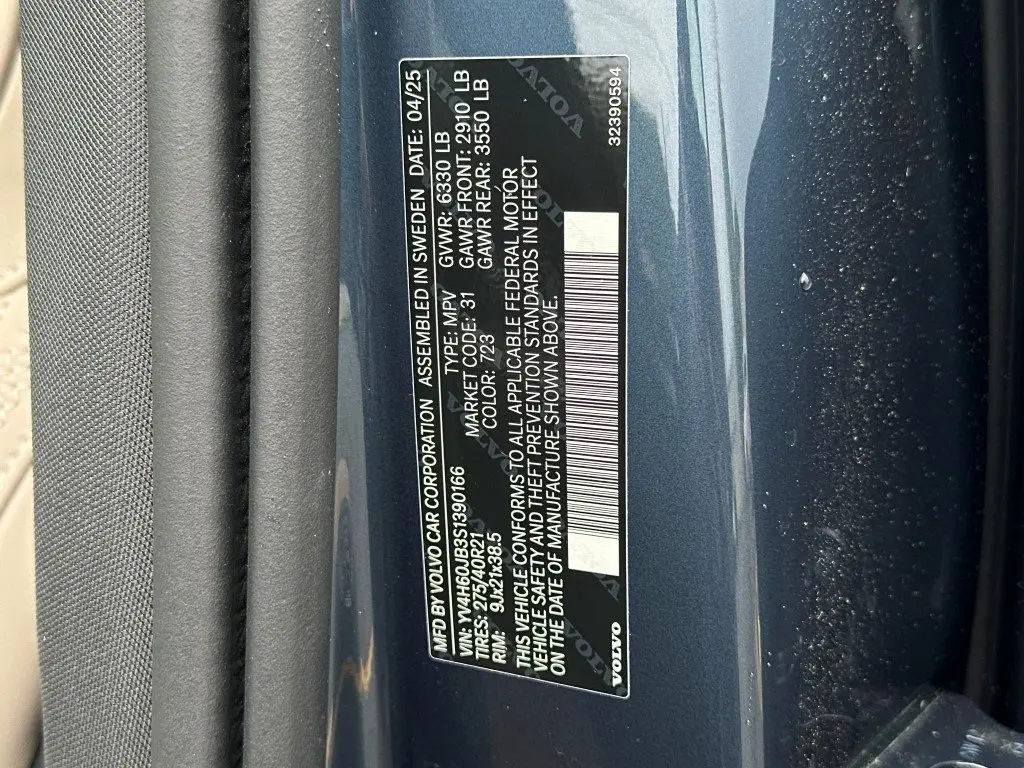 MFD BY VOLVO CAR CORPORATION ASSEMBLED IN SWEDEN DATE: 04/25
VIN: YV4H60JB3S1390166 TYPE: MPV GVWR: 6330 LB
TIRES: 275/40R21 MARKET CODE: 31 GAWR FRONT: 2910 LB
RIM: 9Jx21x38.5 COLOR: 723 GAWR REAR: 3550 LB
THIS VEHICLE CONFORMS TO ALL APPLICABLE FEDERAL MOTOR
VEHICLE SAFETY AND THEFT PREVENTION STANDARDS IN EFFECT
ON THE DATE OF MANUFACTURE SHOWN ABOVE.
VOLVO 32390594